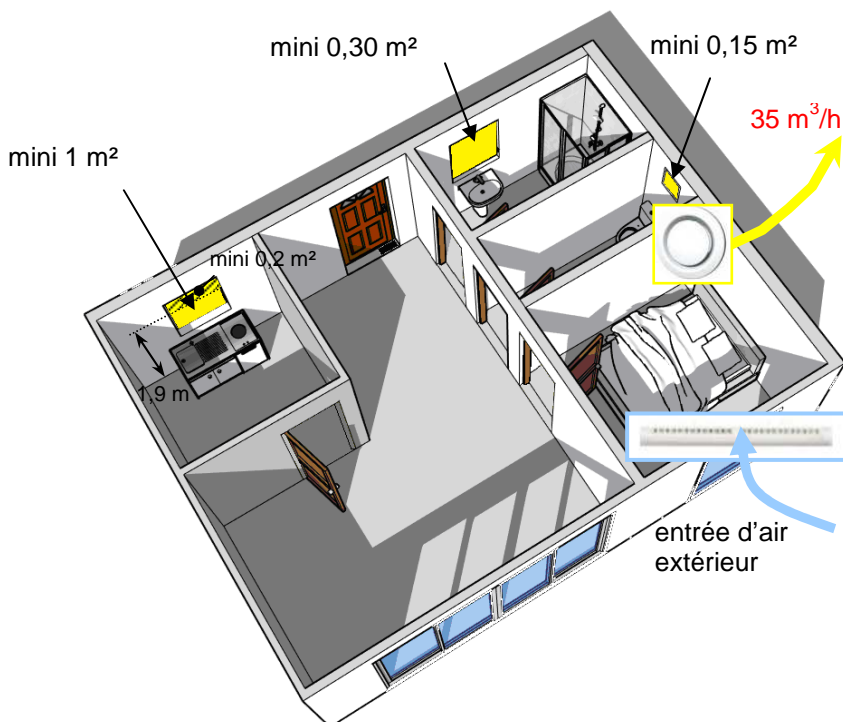 mini 0,30 m²
mini 0,15 m²
35 m³/h
mini 1 m²
mini 0,2 m²
1,9 m
entrée d’air
extérieur